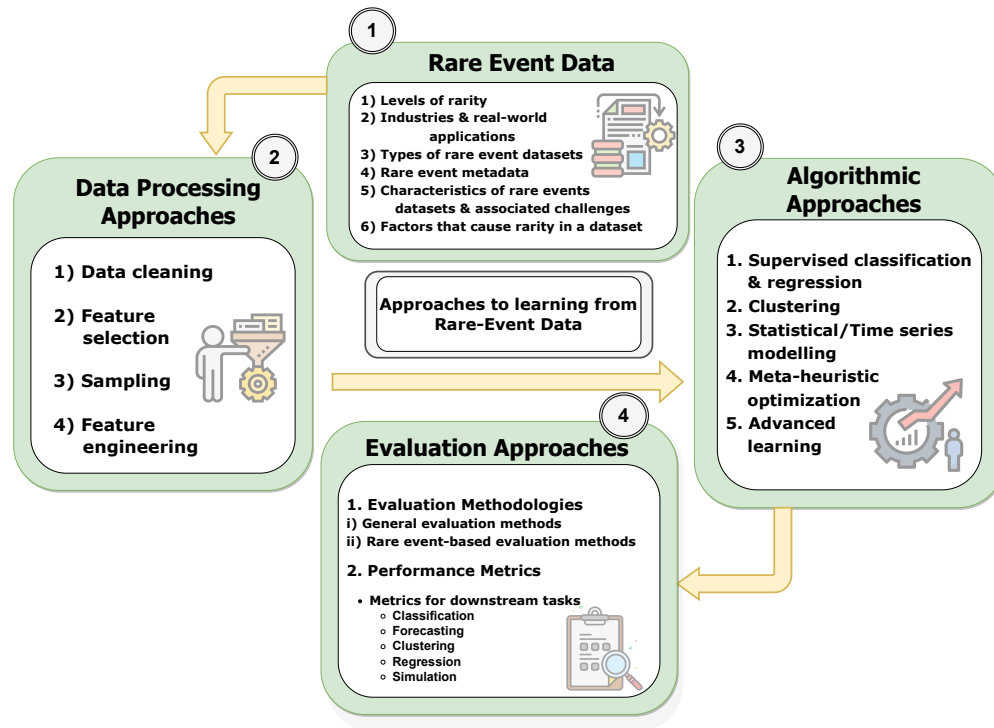 1
Rare Event Data
1) Levels of rarity
2) Industries & real-world
applications
3) Types of rare event datasets
4) Rare event metadata
5) Characteristics of rare events
datasets & associated challenges
6) Factors that cause rarity in a dataset
2
Data Processing
Approaches
1) Data cleaning
2) Feature
selection
3) Sampling
4) Feature
engineering
Approaches to learning from
Rare-Event Data
3
Algorithmic
Approaches
1. Supervised classification
& regression
2. Clustering
3. Statistical/Time series
modelling
4. Meta-heuristic
optimization
5. Advanced
learning
4
Evaluation Approaches
1. Evaluation Methodologies
i) General evaluation methods
ii) Rare event-based evaluation methods
2. Performance Metrics
• Metrics for downstream tasks
○ Classification
○ Forecasting
○ Clustering
○ Regression
○ Simulation